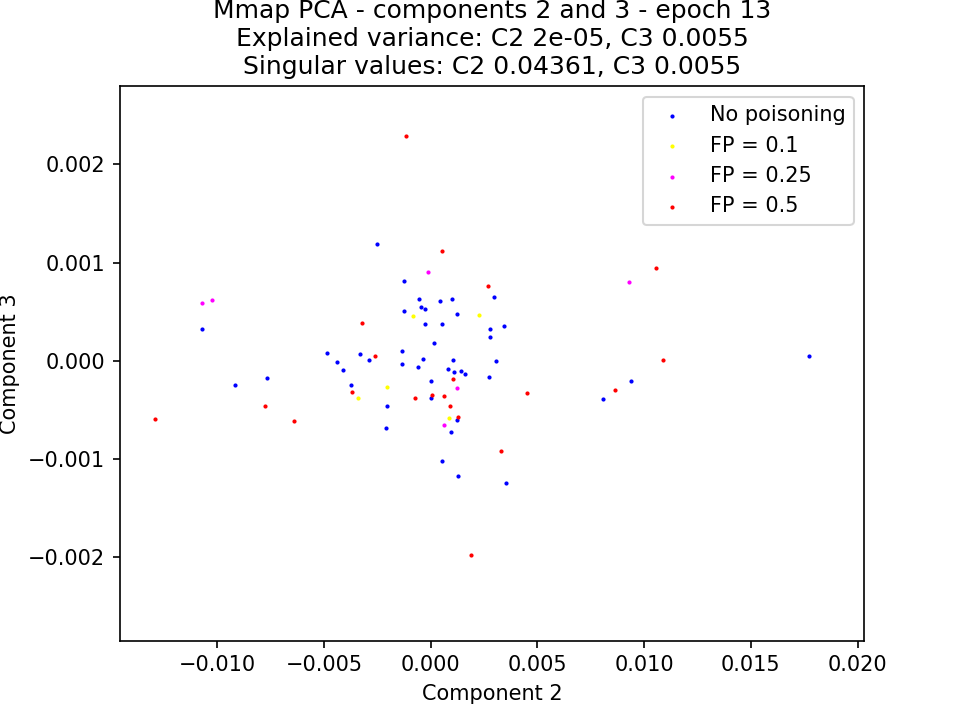 Mmap PCA - components 2 and 3 - epoch 13
Explained variance: C2 2e-05, C3 0.0055
Singular values: C2 0.04361, C3 0.0055
No poisoning
FP = 0.1
FP = 0.25
FP = 0.5
Component 3
0.002
0.001
0.000
−0.001
−0.002
−0.010
−0.005
0.000
0.005
0.010
0.015
0.020
Component 2